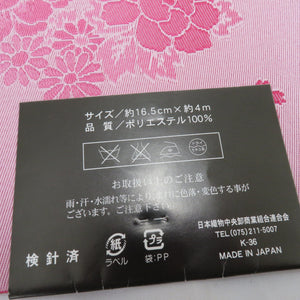 サイズ／約16.5cm×約4m
品 質／ポリエステル100％
お取扱い上のご注意
雨・汗・水濡れ等により
色落・変色する事が
ございます。ご注意下さい。
紙
ラベル
プラ
袋:PP
検 針 済
日本織物中央卸商業組合連合会
TEL(075)211-5007
K-36
MADE IN JAPAN